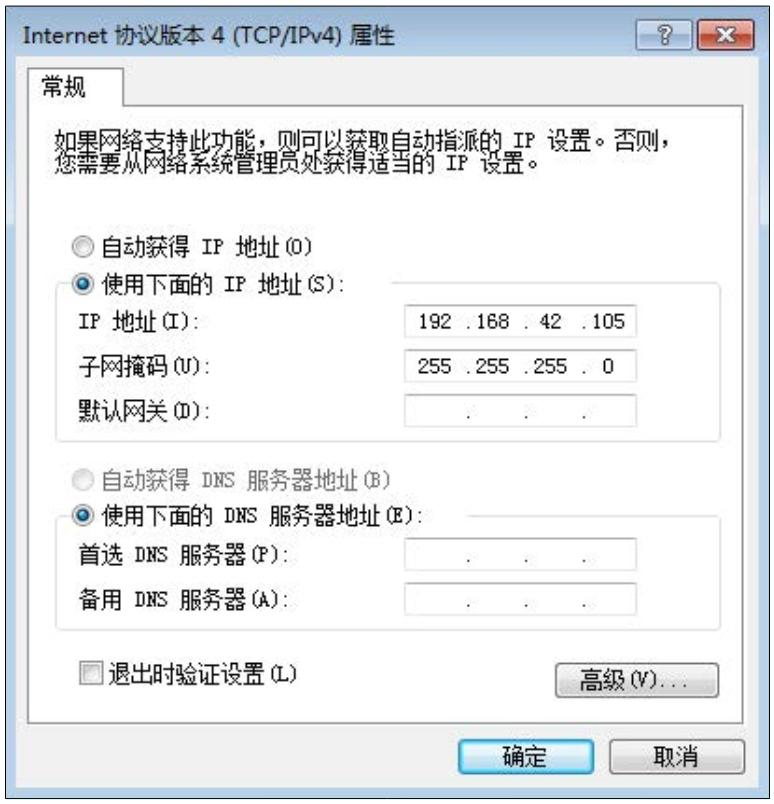 Internet 协议版本 4 (TCP/IPv4) 属性
常规
如果网络支持此功能，则可以获取自动指派的 IP 设置。否则，
您需要从网络系统管理员处获得适当的 IP 设置。
自动获得 IP 地址(O)
使用下面的 IP 地址(S):
IP 地址(I): 192 .168 . 42 .105
子网掩码(U): 255 .255 .255 . 0
默认网关(D): . . .
自动获得 DNS 服务器地址(B)
使用下面的 DNS 服务器地址(E):
首选 DNS 服务器(P): . . .
备用 DNS 服务器(A): . . .
退出时验证设置(L)
高级(V)...
确定 取消